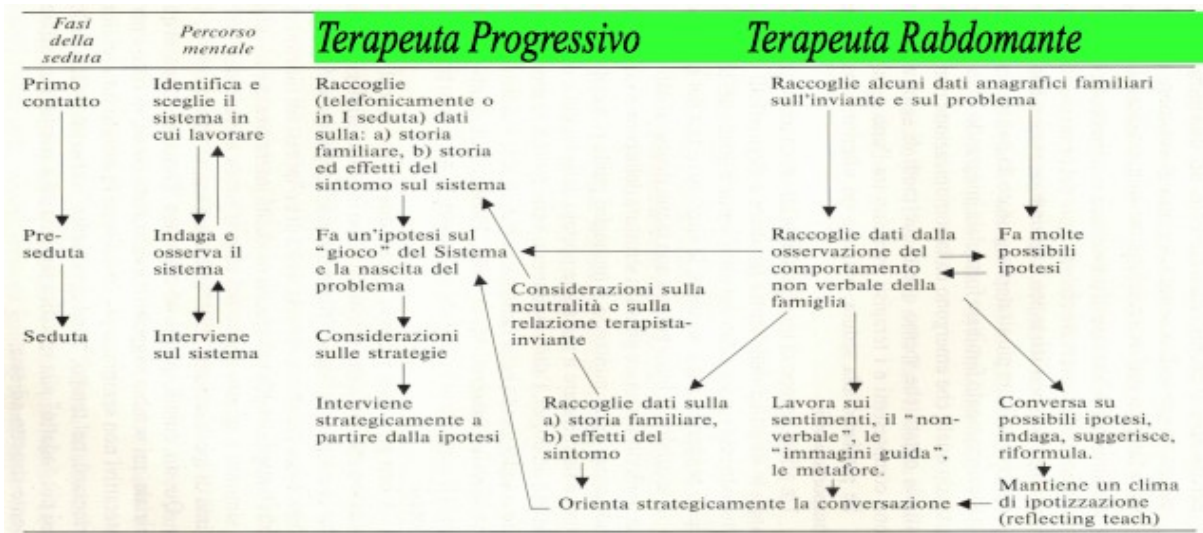 Fasi
della
seduta
Percorso
mentale
Terapeuta Progressivo
Terapeuta Rabdomante
Primo
contatto
Identifica e
sceglie il
sistema in
cui lavorare
Raccoglie
(telefonicamente o
in I seduta) dati
sulla: a) storia
familiare, b) storia
ed effetti del
sintomo sul sistema
Raccoglie alcuni dati anagrafici familiari
sull'inviante e sul problema
Pre-
seduta
Indaga e
osserva il
sistema
Fa un'ipotesi sul
"gioco" del Sistema
e la nascita del
problema
Considerazioni sulla
neutralità e sulla
relazione terapista-
inviante
Raccoglie dati dalla
osservazione del
comportamento
non verbale della
famiglia
Fa molte
possibili
ipotesi
Seduta
Interviene
sul sistema
Considerazioni
sulle strategie
Interviene
strategicamente a
partire dalla ipotesi
Raccoglie dati sulla
a) storia familiare,
b) effetti del
sintomo
Lavora sui
sentimenti, il "non-
verbale", le
"immagini guida",
le metafore.
Conversa su
possibili ipotesi,
indaga, suggerisce,
riformula.
Orienta strategicamente la conversazione
Mantiene un clima
di ipotizzazione
(reflecting teach)